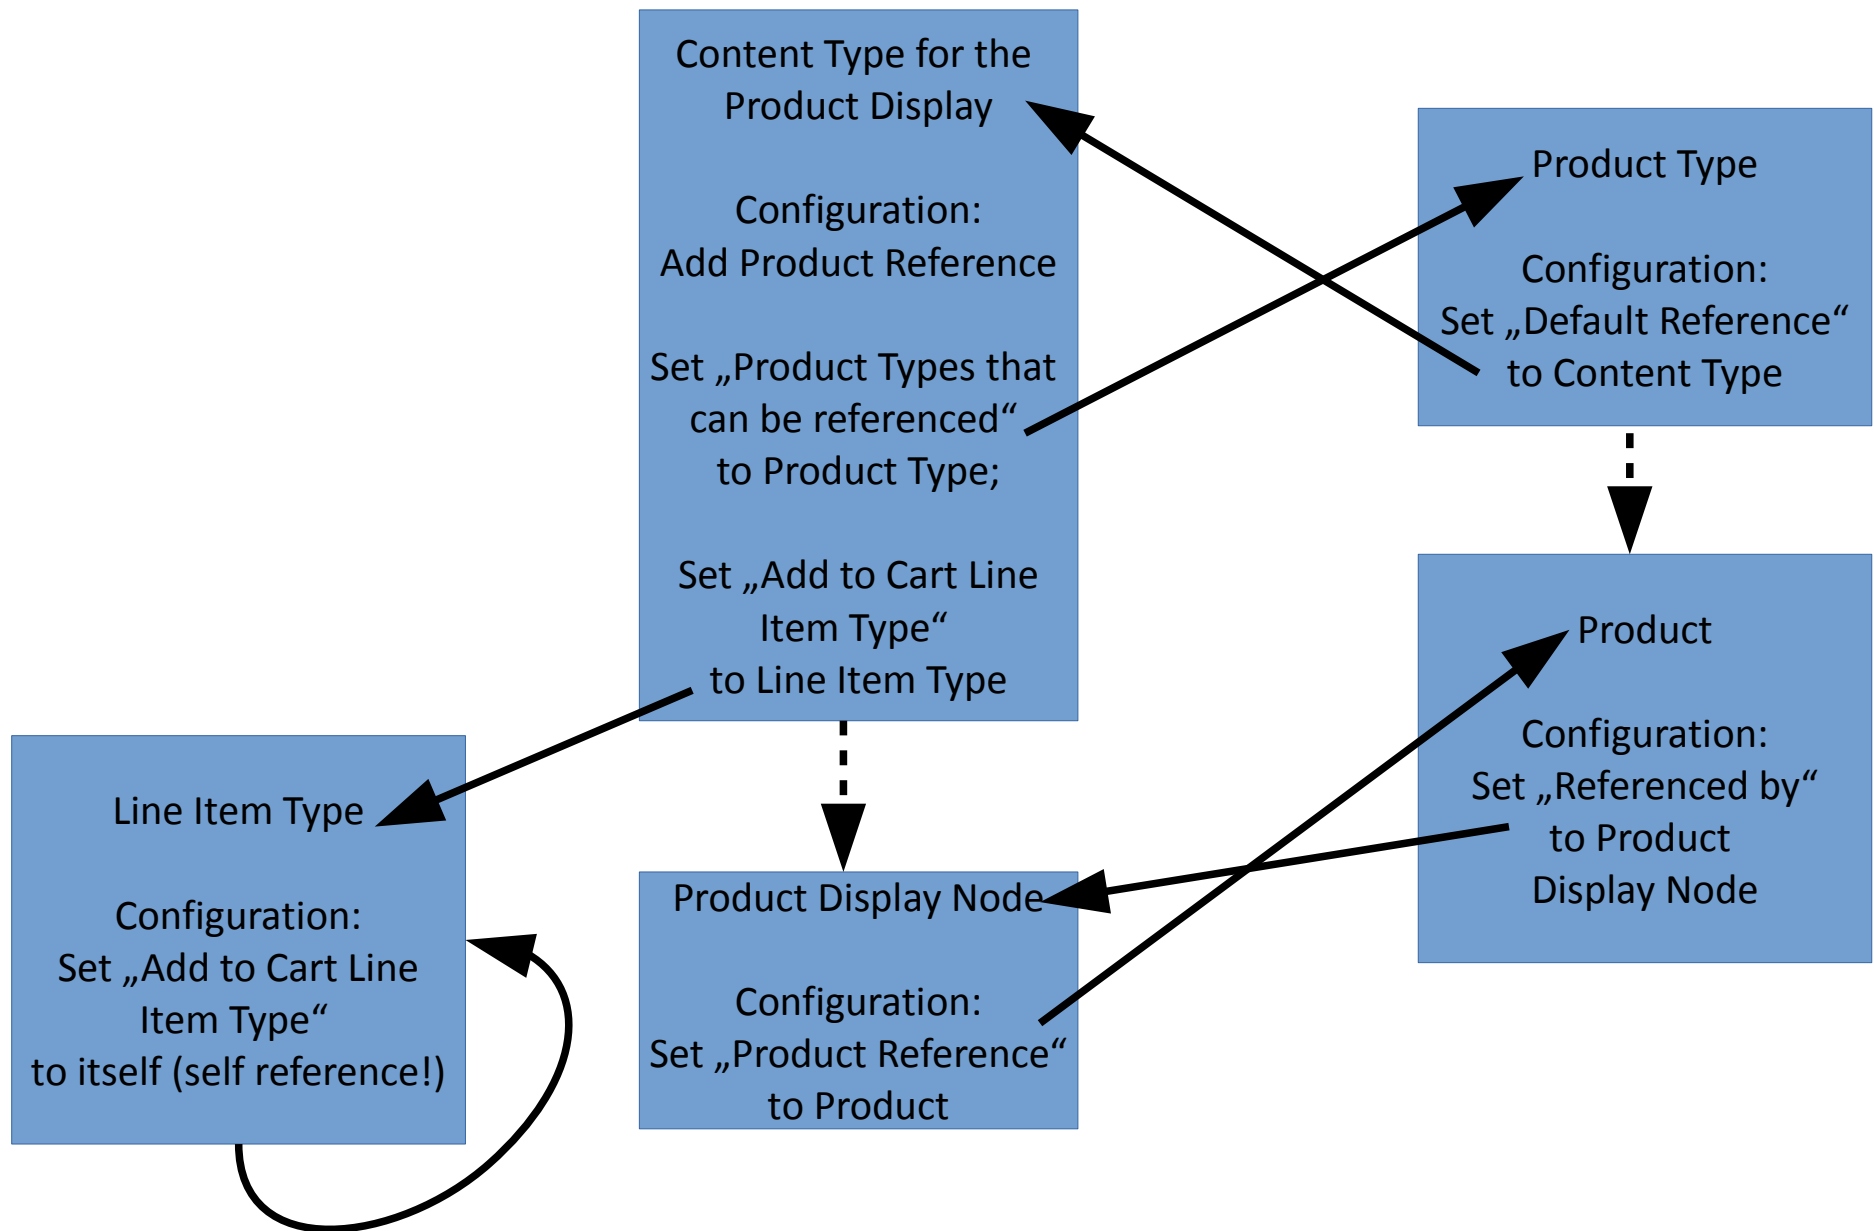 Content Type for the
Product Display
Configuration:
Add Product Reference
Set „Product Types that
can be referenced“
to Product Type;
Set „Add to Cart Line
Item Type“
to Line Item Type
Product Type
Configuration:
Set „Default Reference“
to Content Type
Product
Configuration:
Set „Referenced by“
to Product
Display Node
Line Item Type
Configuration:
Set „Add to Cart Line
Item Type“
to itself (self reference!)
Product Display Node
Configuration:
Set „Product Reference“
to Product